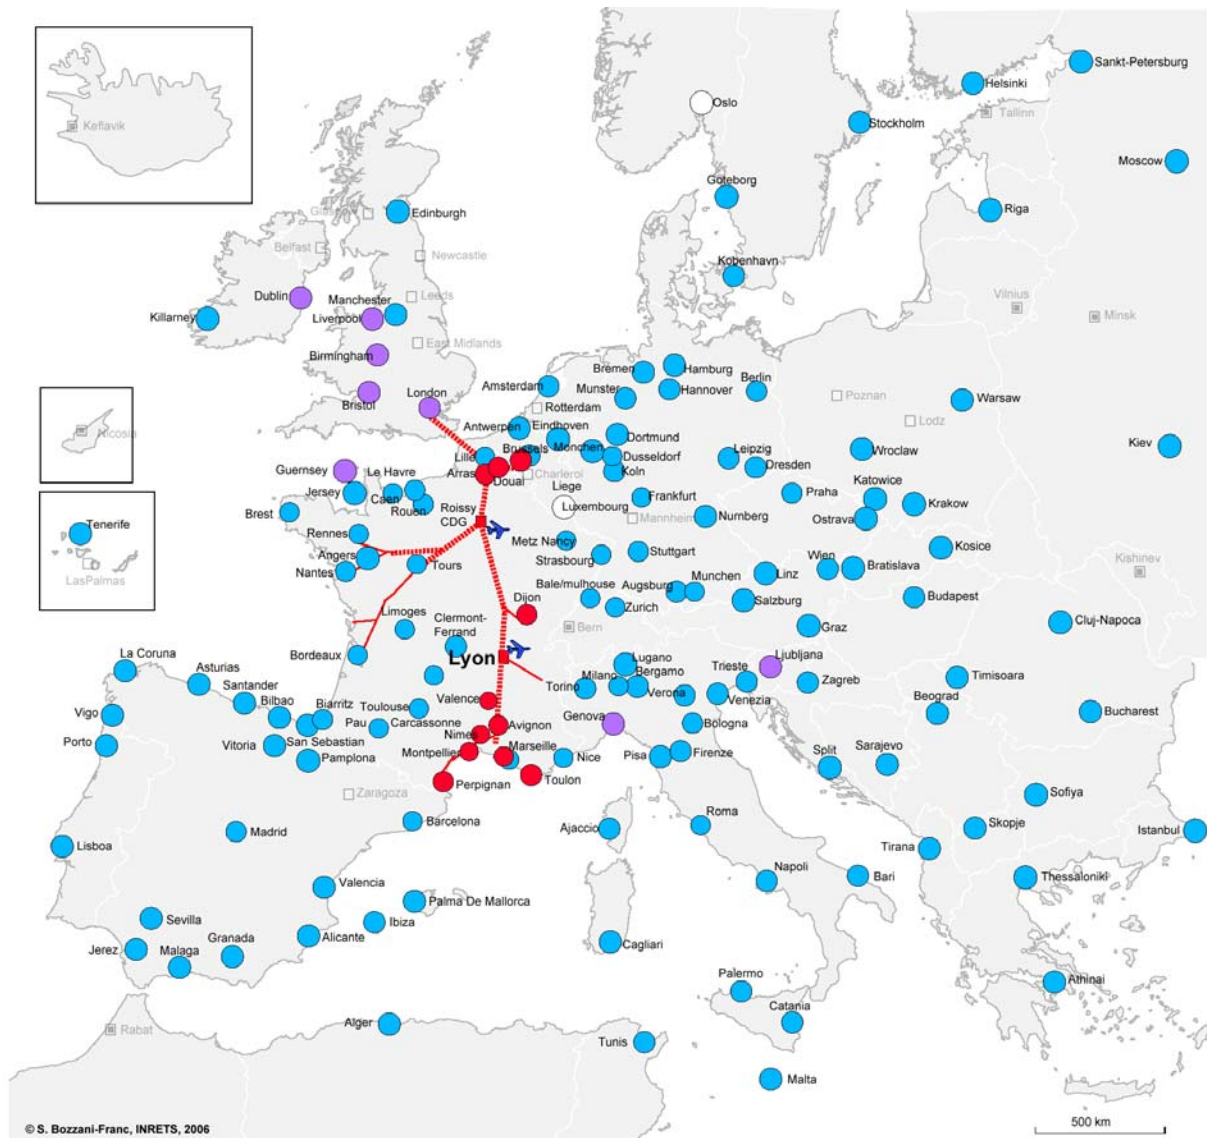 Sankt-Petersburg
Helsinki
Oslo
Tallinn
Stockholm
Keflavik
Moscow
Goteborg
Riga
Glasgow
Edinburgh
Belfast
Newcastle
Kobenhavn
Dublin
Manchester
Leeds
Vilnius
Killarney
Liverpool
Minsk
East Midlands
Birmingham
Bremen
Hamburg
Amsterdam
Munster
Hannover
Berlin
Bristol
London
Rotterdam
Poznan
Warsaw
Antwerpen
Eindhoven
Lodz
Nicosia
Dortmund
Kiev
Lille
Brussels
Monchen
Dusseldorf
Leipzig
Wroclaw
Guernsey
Le Havre
Arras
Douai
Charleroi
Koln
Dresden
Jersey
Caen
Liege
Frankfurt
Praha
Katowice
Rouen
Roissy
CDG
Luxembourg
Mannheim
Nurnberg
Ostrava
Krakow
Brest
Tenerife
Rennes
Metz Nancy
Strasbourg
Stuttgart
Kosice
Angers
Nantes
Tours
LasPalmas
Wien
Bratislava
Linz
Kishinev
Bale/mulhouse
Augsburg
Munchen
Dijon
Zurich
Salzburg
Budapest
Limoges
Clermont-
Ferrand
Bern
Graz
Cluj-Napoca
Bordeaux
Lyon
La Coruna
Asturias
Lugano
Bergamo
Ljubljana
Trieste
Santander
Torino
Milano
Verona
Zagreb
Timisoara
Bilbao
Biarritz
Toulouse
Valence
Venezia
Beograd
Vigo
Pau
Carcassonne
Avignon
Genova
Bologna
Bucharest
Porto
Vitoria
San Sebastian
Nimes
Montpellier
Marseille
Nice
Pisa
Firenze
Split
Sarajevo
Pamplona
Perpignan
Toulon
Zaragoza
Sofiya
Madrid
Barcelona
Ajaccio
Roma
Skopje
Istanbul
Lisboa
Tirana
Valencia
Napoli
Bari
Thessaloniki
Palma De Mallorca
Sevilla
Ibiza
Jerez
Malaga
Granada
Alicante
Cagliari
Palermo
Athinai
Catania
Rabat
Alger
Tunis
Malta
© S. Bozzani-Franc, INRETS, 2006
500 km